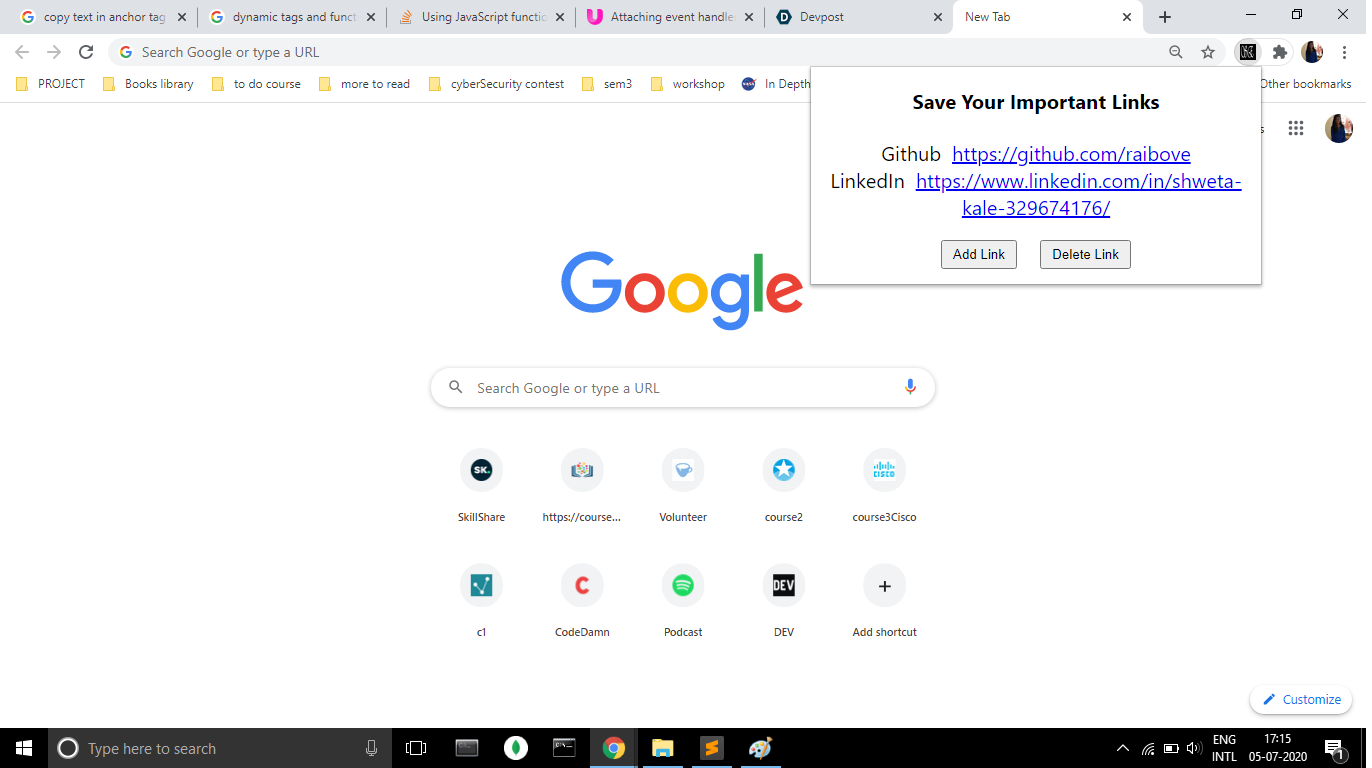 copy text in anchor tag
dynamic tags and funct
Using JavaScript functio
Attaching event handle
Devpost
New Tab
Search Google or type a URL
PROJECT
Books library
to do course
more to read
cyberSecurity contest
sem3
workshop
In Depth
Other bookmarks
Save Your Important Links
Github https://github.com/raibove
LinkedIn https://www.linkedin.com/in/shweta-
kale-329674176/
Add Link Delete Link
Google
Search Google or type a URL
SK.
CISCO
SkillShare
https://course...
Volunteer
course2
course3Cisco
DEV
c1
CodeDamn
Podcast
DEV
Add shortcut
Customize
Type here to search
ENG
INTL
17:15
05-07-2020
1